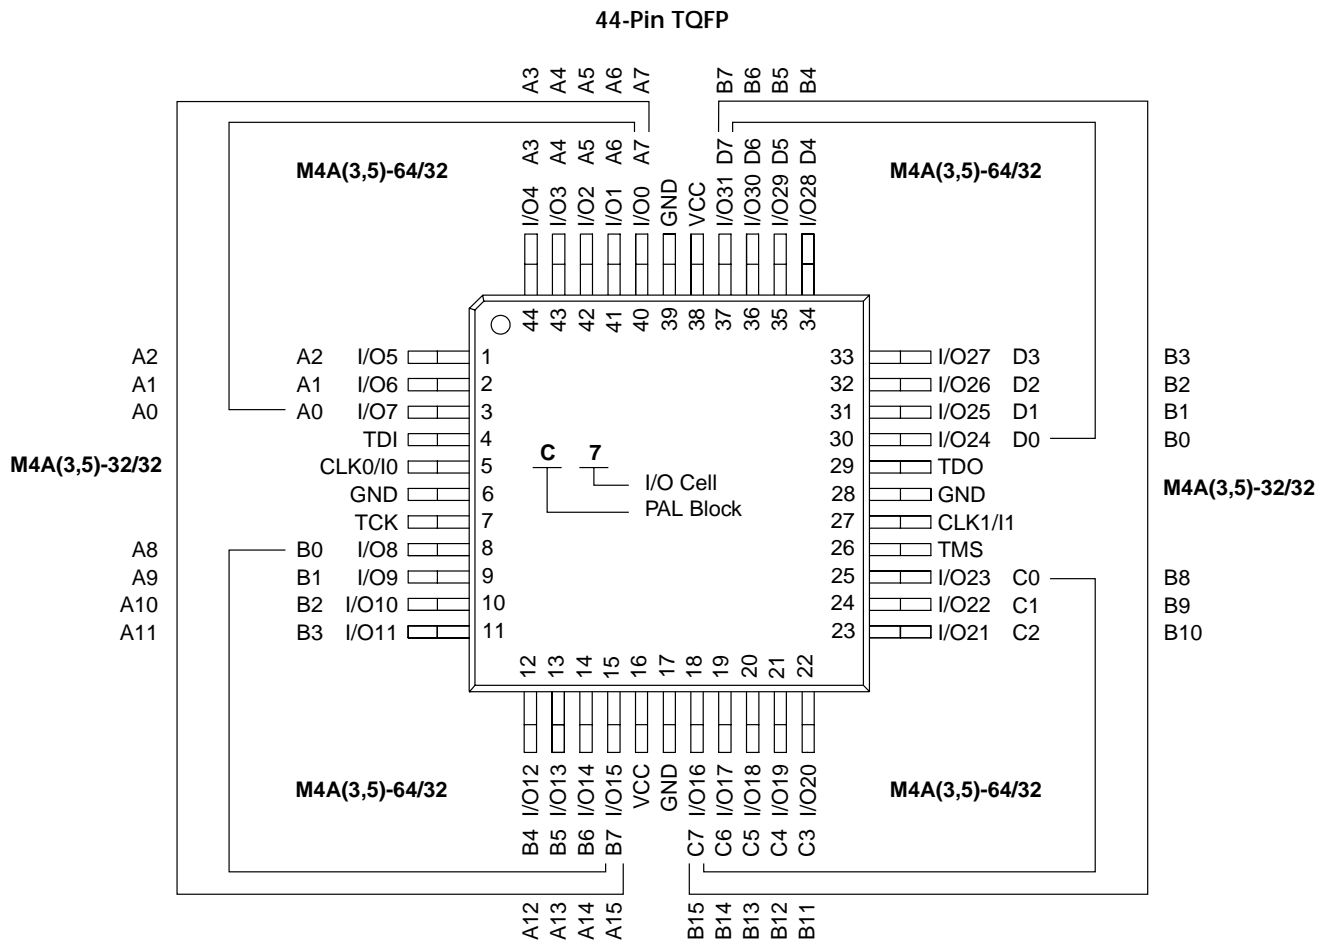 44-Pin TQFP
A3 A4 A5 A6 A7 B7 B6 B5 B4
A3 A4 A5 A6 A7 D7 D6 D5 D4
M4A(3,5)-64/32 M4A(3,5)-64/32
I/O4 I/O3 I/O2 I/O1 I/O0 GND VCC I/O31 I/O30 I/O29 I/O28
44 43 42 41 40 39 38 37 36 35 34
A2 A2 I/O5 1 33 I/O27 D3 B3
A1 A1 I/O6 2 32 I/O26 D2 B2
A0 A0 I/O7 3 31 I/O25 D1 B1
TDI 4 30 I/O24 D0 B0
M4A(3,5)-32/32 CLK0/I0 5 C 7 29 TDO
GND 6 I/O Cell 28 GND M4A(3,5)-32/32
TCK 7 PAL Block 27 CLK1/I1
A8 B0 I/O8 8 26 TMS
A9 B1 I/O9 9 25 I/O23 C0 B8
A10 B2 I/O10 10 24 I/O22 C1 B9
A11 B3 I/O11 11 23 I/O21 C2 B10
12 13 14 15 16 17 18 19 20 21 22
I/O12 I/O13 I/O14 I/O15 VCC GND I/O16 I/O17 I/O18 I/O19 I/O20
M4A(3,5)-64/32 M4A(3,5)-64/32
B4 B5 B6 B7 C7 C6 C5 C4 C3
A12 A13 A14 A15 B15 B14 B13 B12 B11